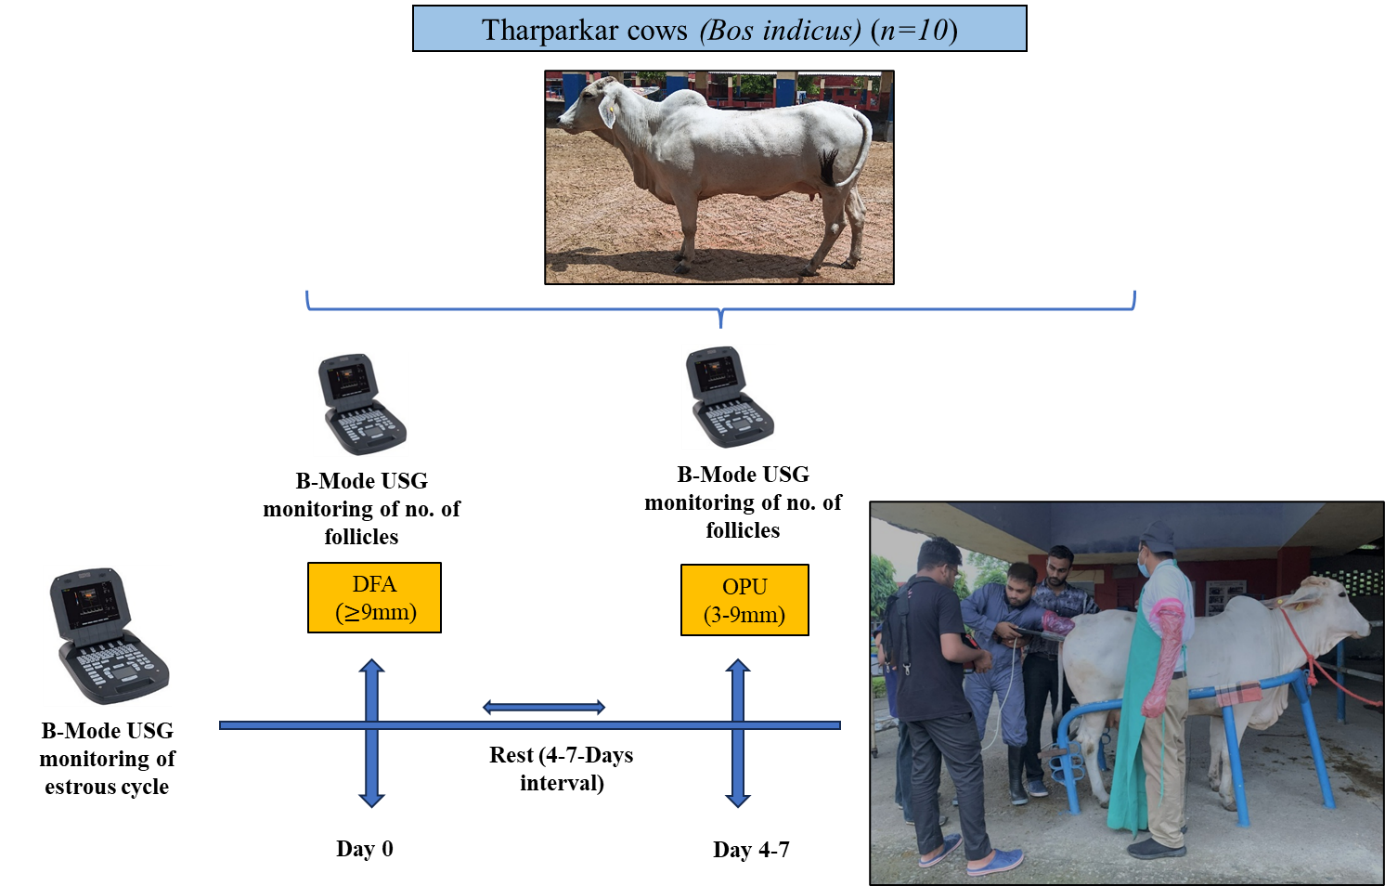 Tharparkar cows (Bos indicus) (n=10)
B-Mode USG
monitoring of no. of
follicles
B-Mode USG
monitoring of no. of
follicles
DFA
(≥9mm)
OPU
(3-9mm)
B-Mode USG
monitoring of
estrous cycle
Rest (4-7-Days
interval)
Day 0
Day 4-7